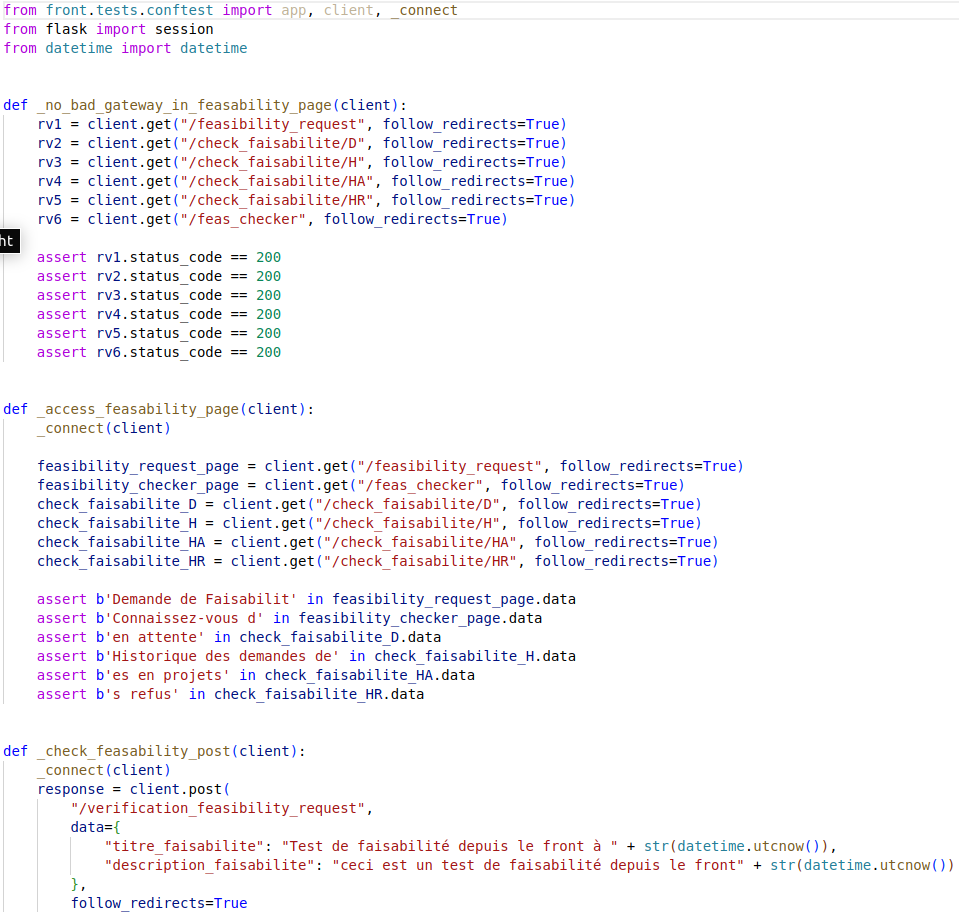 from front.tests.conftest import app, client, _connect
from flask import session
from datetime import datetime
def _no_bad_gateway_in_feasability_page(client):
rv1 = client.get("/feasibility_request", follow_redirects=True)
rv2 = client.get("/check_faisabilite/D", follow_redirects=True)
rv3 = client.get("/check_faisabilite/H", follow_redirects=True)
rv4 = client.get("/check_faisabilite/HA", follow_redirects=True)
rv5 = client.get("/check_faisabilite/HR", follow_redirects=True)
rv6 = client.get("/feas_checker", follow_redirects=True)
ht
assert rv1.status_code == 200
assert rv2.status_code == 200
assert rv3.status_code == 200
assert rv4.status_code == 200
assert rv5.status_code == 200
assert rv6.status_code == 200
def _access_feasability_page(client):
_connect(client)
feasibility_request_page = client.get("/feasibility_request", follow_redirects=True)
feasibility_checker_page = client.get("/feas_checker", follow_redirects=True)
check_faisabilite_D = client.get("/check_faisabilite/D", follow_redirects=True)
check_faisabilite_H = client.get("/check_faisabilite/H", follow_redirects=True)
check_faisabilite_HA = client.get("/check_faisabilite/HA", follow_redirects=True)
check_faisabilite_HR = client.get("/check_faisabilite/HR", follow_redirects=True)
assert b'Demande de Faisabilit' in feasibility_request_page.data
assert b'Connaissez-vous d' in feasibility_checker_page.data
assert b'en attente' in check_faisabilite_D.data
assert b'Historique des demandes de' in check_faisabilite_H.data
assert b'es en projets' in check_faisabilite_HA.data
assert b's refus' in check_faisabilite_HR.data
def _check_feasability_post(client):
_connect(client)
response = client.post(
"/verification_feasibility_request",
data={
"titre_faisabilite": "Test de faisabilité depuis le front à " + str(datetime.utcnow()),
"description_faisabilite": "ceci est un test de faisabilité depuis le front" + str(datetime.utcnow())
},
follow_redirects=True